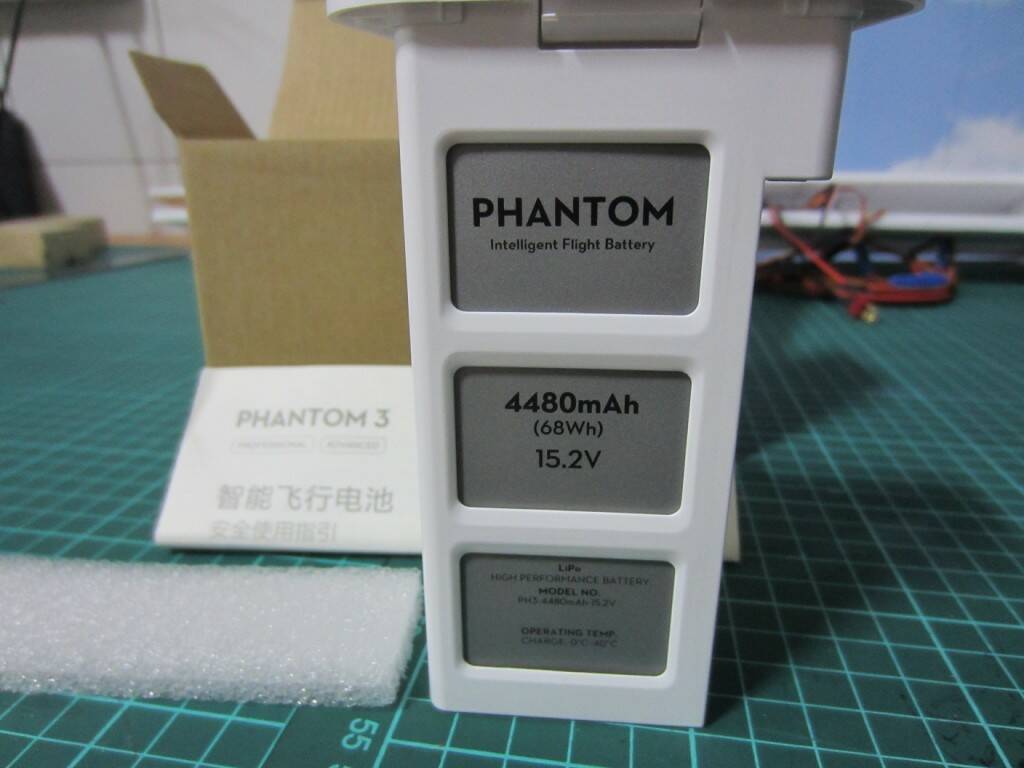 PHANTOM
Intelligent Flight Battery
4480mAh
(68Wh)
15.2V
LiPo
HIGH PERFORMANCE BATTERY
MODEL NO.
PH3-4480mAh-15.2V
OPERATING TEMP.
CHARGE: 0°C-40°C
PHANTOM 3
PROFESSIONAL ADVANCED
智能飞行电池
安全使用指引
55